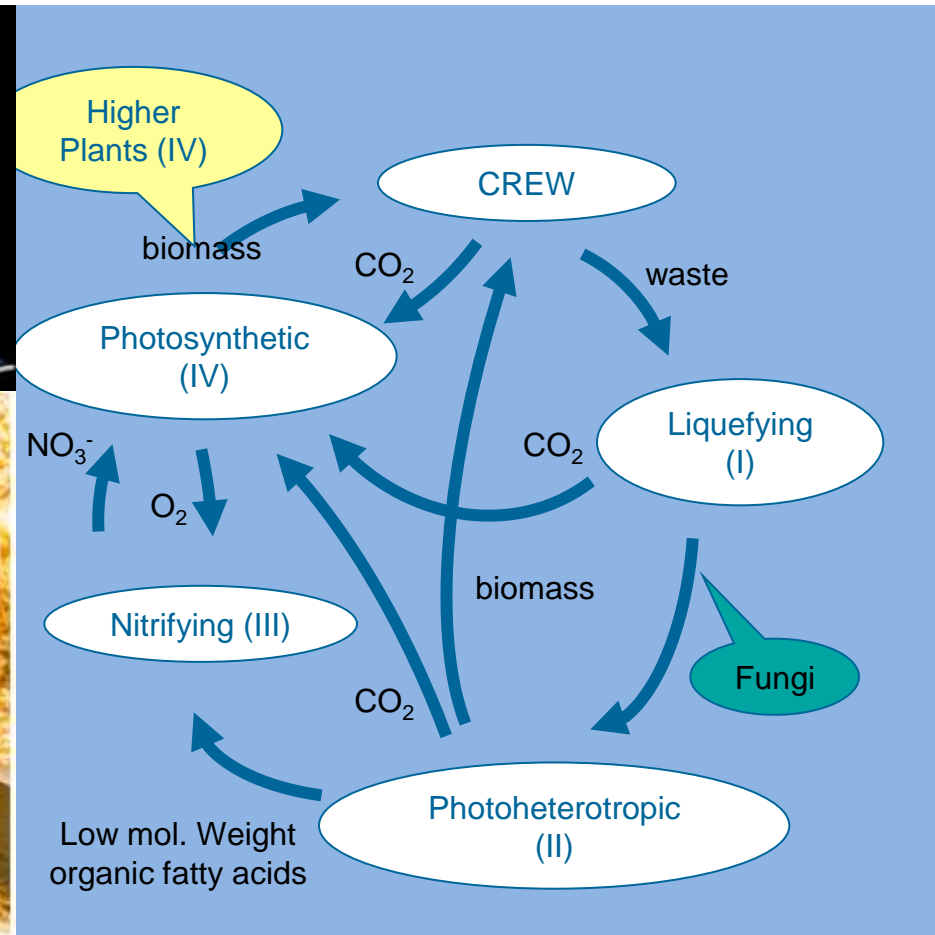 Higher
Plants (IV)
CREW
biomass
CO₂
waste
Photosynthetic
(IV)
Liquefying
(I)
NO₃⁻
CO₂
O₂
biomass
Nitrifying (III)
Fungi
CO₂
Photoheterotropic
(II)
Low mol. Weight
organic fatty acids